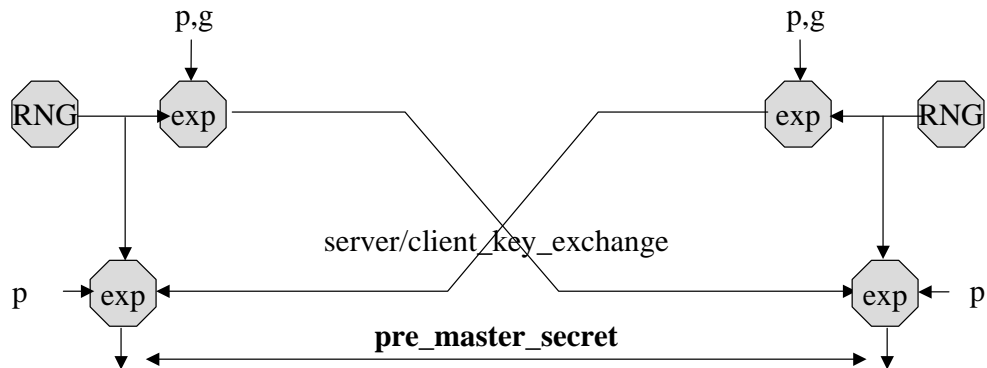 p,g
p,g
RNG
exp
exp
RNG
server/client_key_exchange
p
exp
exp
p
pre_master_secret